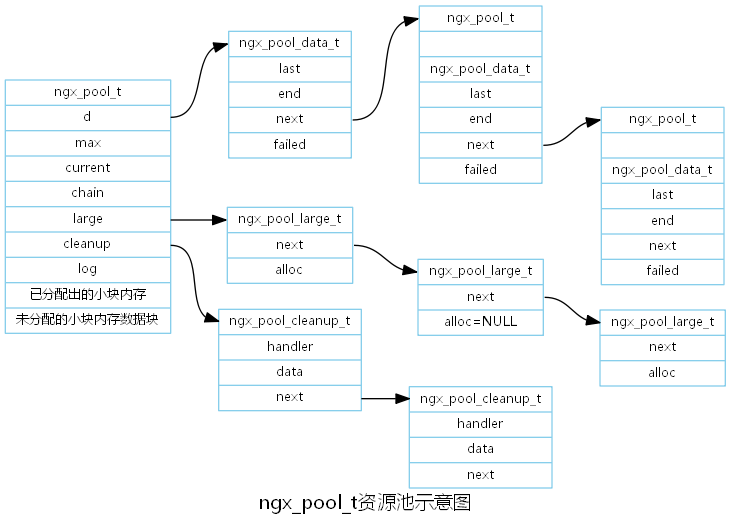 ngx_pool_t
d
max
current
chain
large
cleanup
log
已分配出的小块内存
未分配的小块内存数据块
ngx_pool_data_t
last
end
next
failed
ngx_pool_t
ngx_pool_data_t
last
end
next
failed
ngx_pool_t
ngx_pool_data_t
last
end
next
failed
ngx_pool_large_t
next
alloc
ngx_pool_large_t
next
alloc=NULL
ngx_pool_large_t
next
alloc
ngx_pool_cleanup_t
handler
data
next
ngx_pool_cleanup_t
handler
data
next
ngx_pool_t资源池示意图